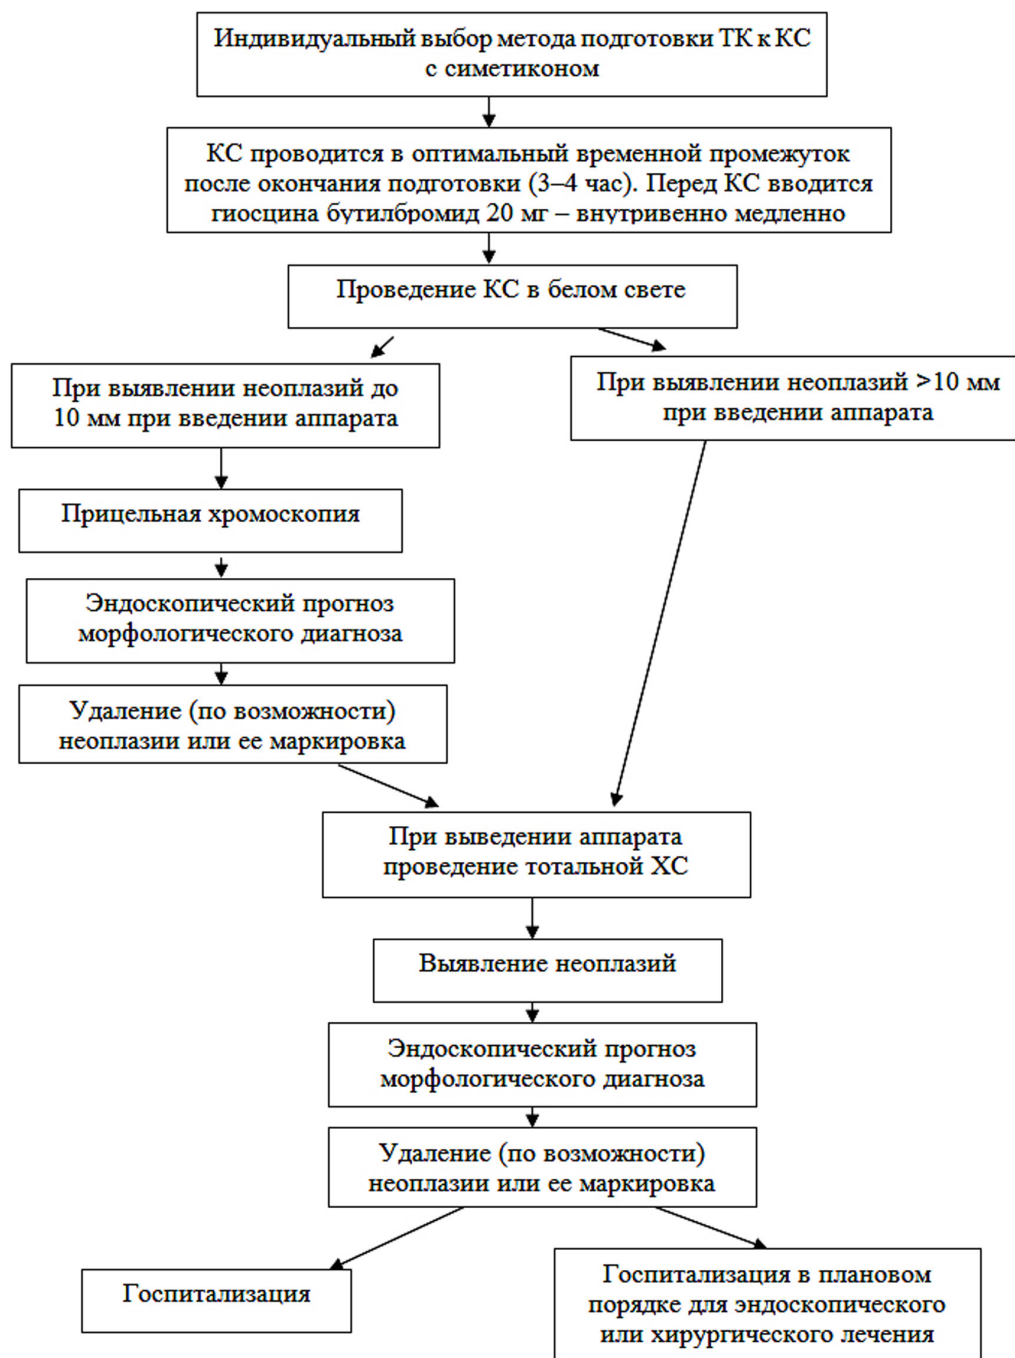 Индивидуальный выбор метода подготовки ТК к КС
с симетиконом
КС проводится в оптимальный временной промежуток
после окончания подготовки (3–4 час). Перед КС вводится
гиосцина бутилбромид 20 мг – внутривенно медленно
Проведение КС в белом свете
При выявлении неоплазий до
10 мм при введении аппарата
При выявлении неоплазий >10 мм
при введении аппарата
Прицельная хромоскопия
Эндоскопический прогноз
морфологического диагноза
Удаление (по возможности)
неоплазии или ее маркировка
При выведении аппарата
проведение тотальной ХС
Выявление неоплазий
Эндоскопический прогноз
морфологического диагноза
Удаление (по возможности)
неоплазии или ее маркировка
Госпитализация
Госпитализация в плановом
порядке для эндоскопического
или хирургического лечения